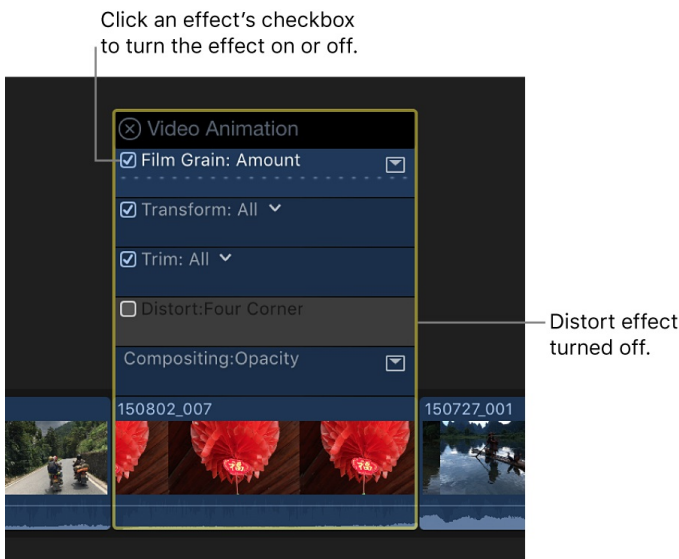 Click an effect’s checkbox
to turn the effect on or off.
Video Animation
Film Grain: Amount
Transform: All
Trim: All
Distort:Four Corner
Distort effect
turned off.
Compositing:Opacity
150802_007
150727_001
福